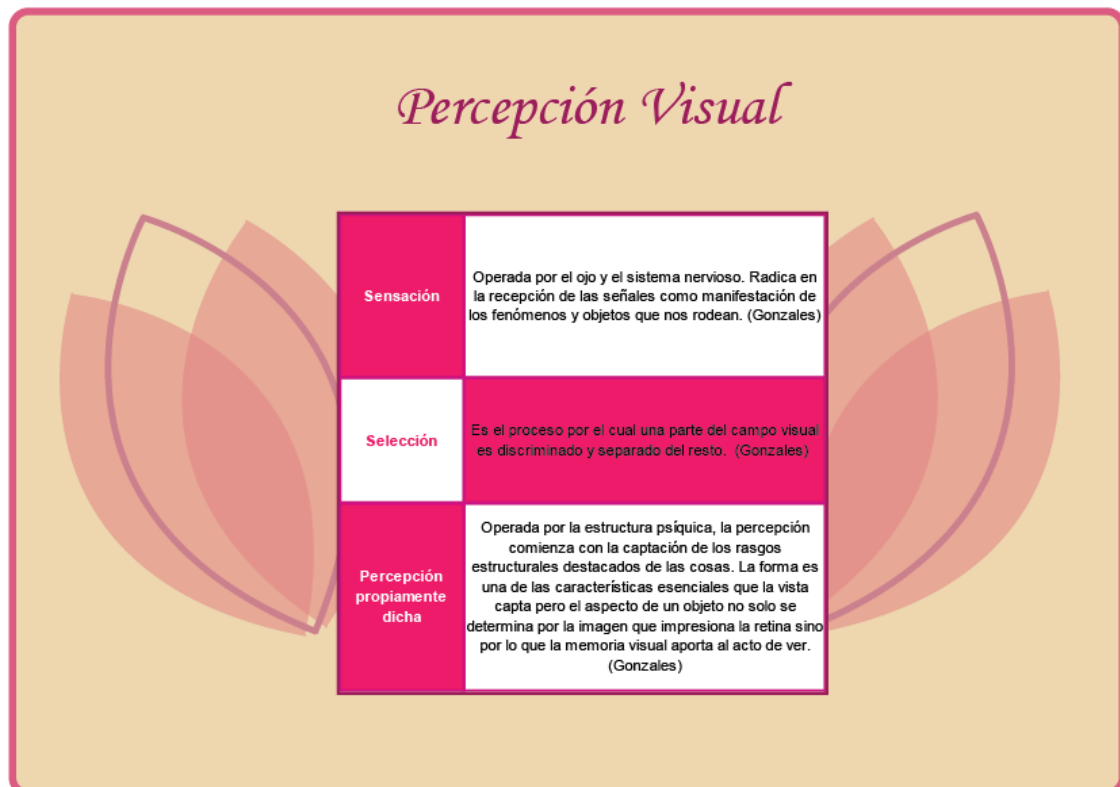 Percepción Visual
Sensación
Operada por el ojo y el sistema nervioso. Radica en
la recepción de las señales como manifestación de
los fenómenos y objetos que nos rodean. (Gonzales)
Selección
Es el proceso por el cual una parte del campo visual
es discriminado y separado del resto. (Gonzales)
Percepción
propiamente
dicha
Operada por la estructura psíquica, la percepción
comienza con la captación de los rasgos
estructurales destacados de las cosas. La forma es
una de las características esenciales que la vista
capta pero el aspecto de un objeto no solo se
determina por la imagen que impresiona la retina sino
por lo que la memoria visual aporta al acto de ver.
(Gonzales)